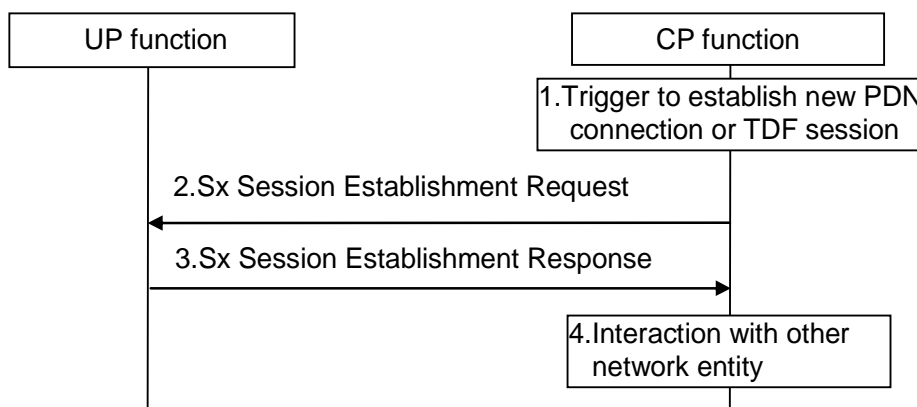 UP function
CP function
1.Trigger to establish new PDN
connection or TDF session
2.Sx Session Establishment Request
3.Sx Session Establishment Response
4.Interaction with other
network entity